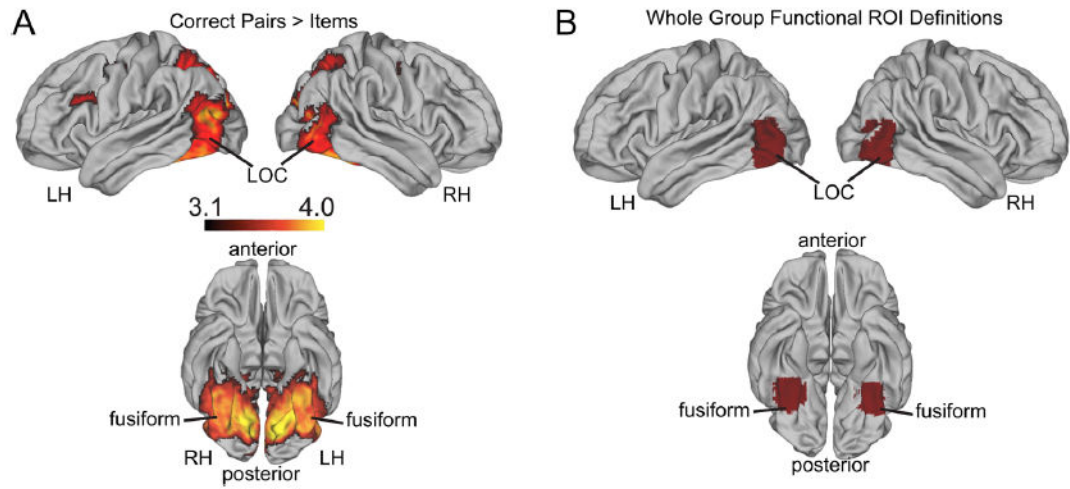 A
Correct Pairs > Items
LOC
LH
RH
3.1 4.0
anterior
fusiform
fusiform
RH
LH
posterior
B
Whole Group Functional ROI Definitions
LOC
LH
RH
anterior
fusiform
fusiform
posterior